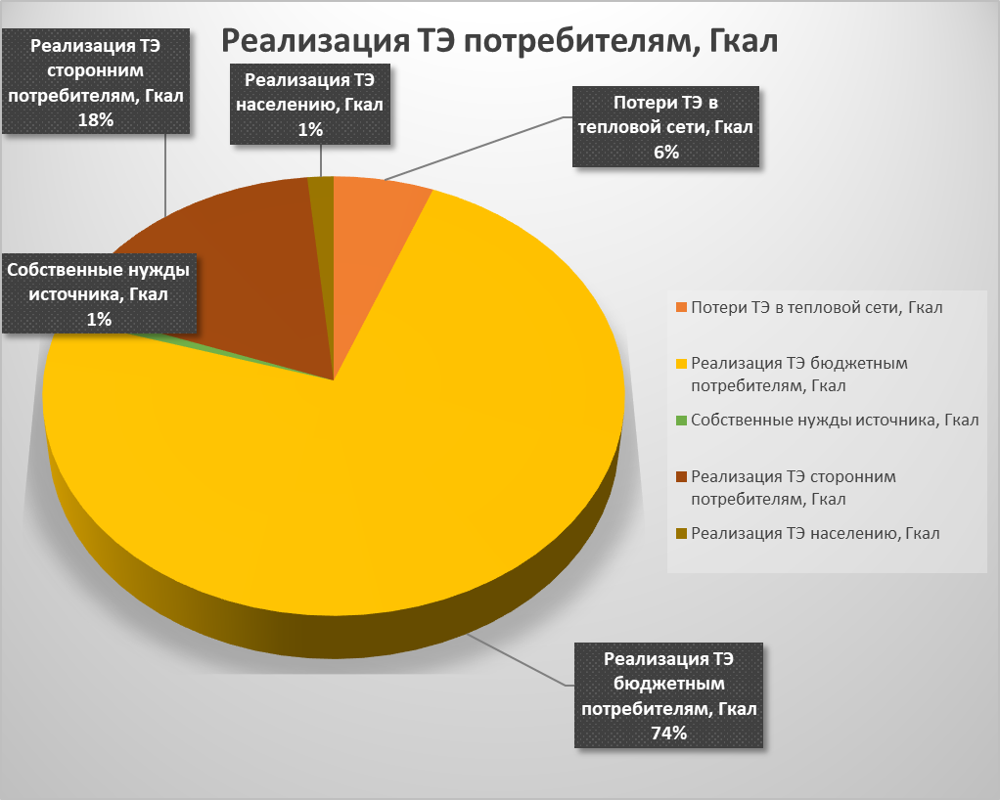 Реализация ТЭ потребителям, Гкал
Реализация ТЭ
сторонним
потребителям, Гкал
18%
Реализация ТЭ
населению, Гкал
1%
Потери ТЭ в
тепловой сети, Гкал
6%
Собственные нужды
источника, Гкал
1%
Потери ТЭ в тепловой сети, Гкал
Реализация ТЭ бюджетным
потребителям, Гкал
Собственные нужды источника, Гкал
Реализация ТЭ сторонним
потребителям, Гкал
Реализация ТЭ населению, Гкал
Реализация ТЭ
бюджетным
потребителям, Гкал
74%